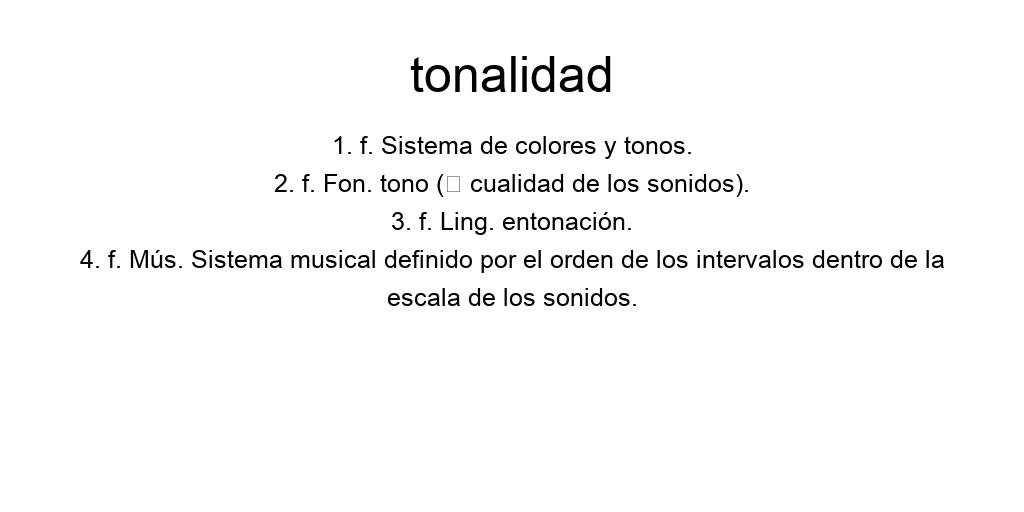 tonalidad
1. f. Sistema de colores y tonos.
2. f. Fon. tono (▯ cualidad de los sonidos).
3. f. Ling. entonación.
4. f. Mús. Sistema musical definido por el orden de los intervalos dentro de la
escala de los sonidos.